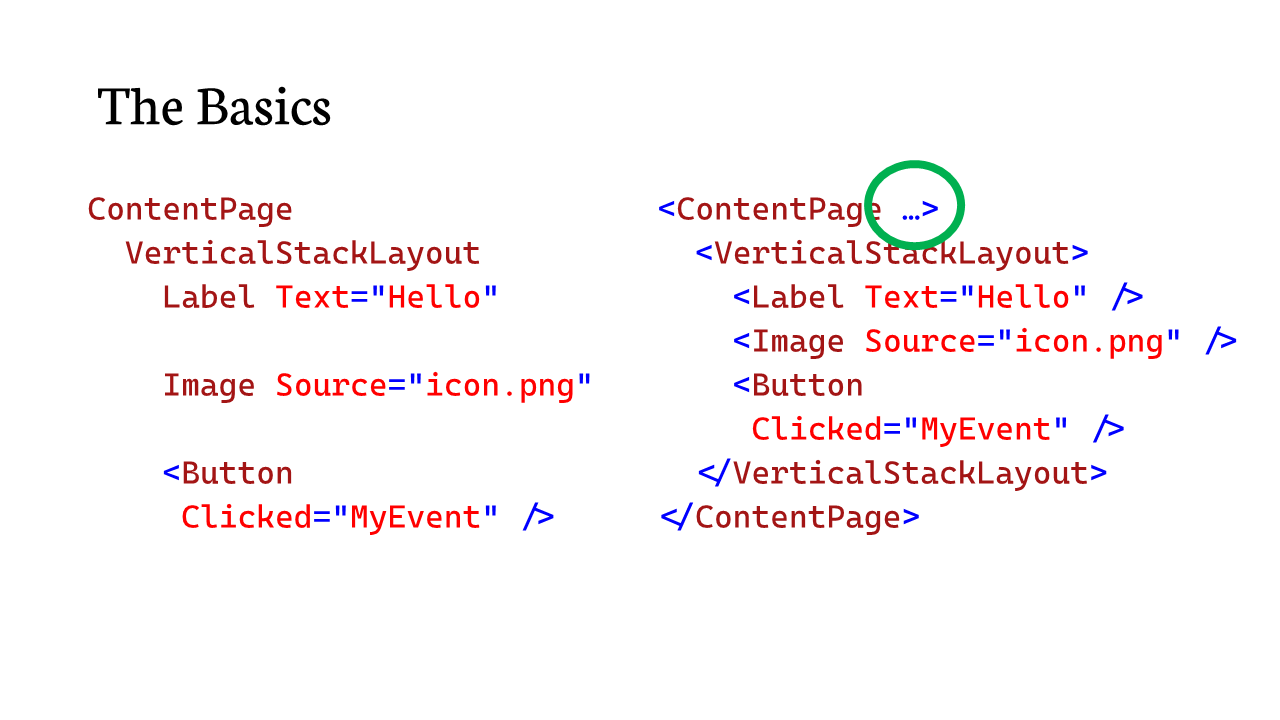 The Basics
ContentPage
VerticalStackLayout
Label Text="Hello"
Image Source="icon.png"
<Button
Clicked="MyEvent" />
<ContentPage …>
<VerticalStackLayout>
<Label Text="Hello" />
<Image Source="icon.png" />
<Button
Clicked="MyEvent" />
</VerticalStackLayout>
</ContentPage>